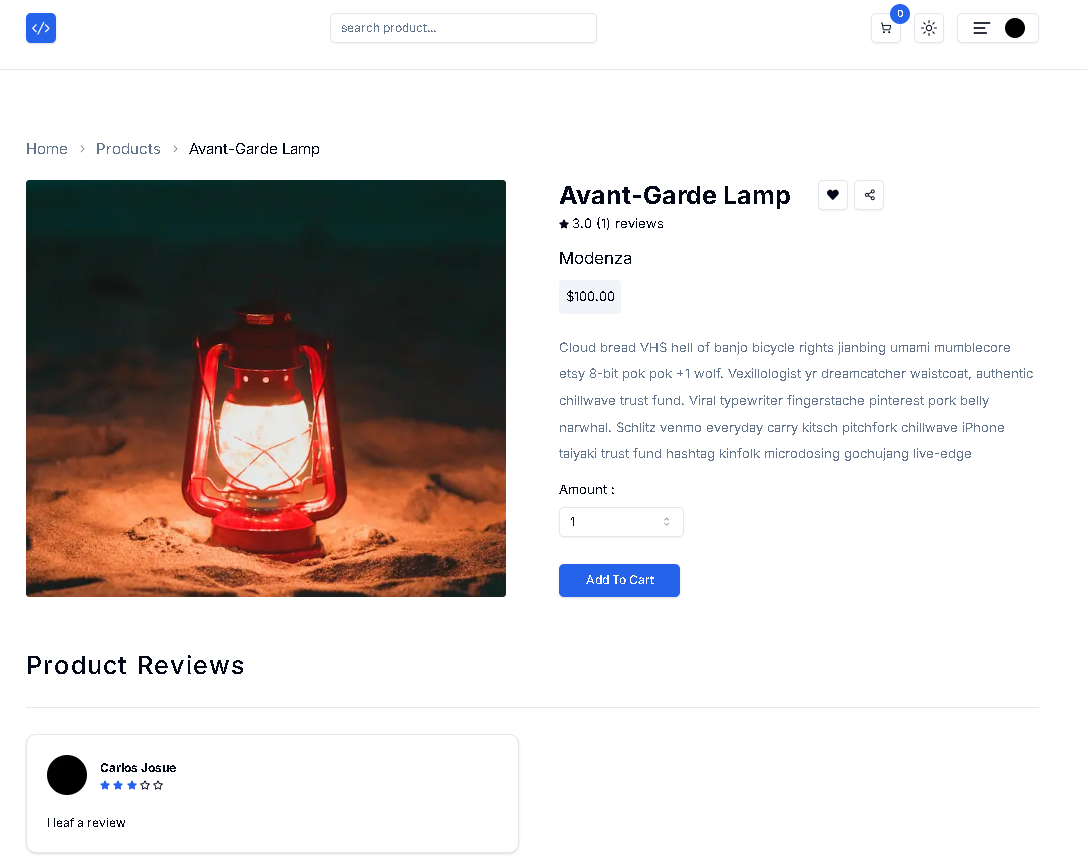 </>
search product...
0
Home > Products > Avant-Garde Lamp
Avant-Garde Lamp
3.0 (1) reviews
Modenza
$100.00
Cloud bread VHS hell of banjo bicycle rights jianbing umami mumblecore
etsy 8-bit pok pok +1 wolf. Vexillologist yr dreamcatcher waistcoat, authentic
chillwave trust fund. Viral typewriter fingerstache pinterest pork belly
narwhal. Schlitz venmo everyday carry kitsch pitchfork chillwave iPhone
taiyaki trust fund hashtag kinfolk microdosing gochujang live-edge
Amount :
1
Add To Cart
Product Reviews
Carlos Josue
I leaf a review